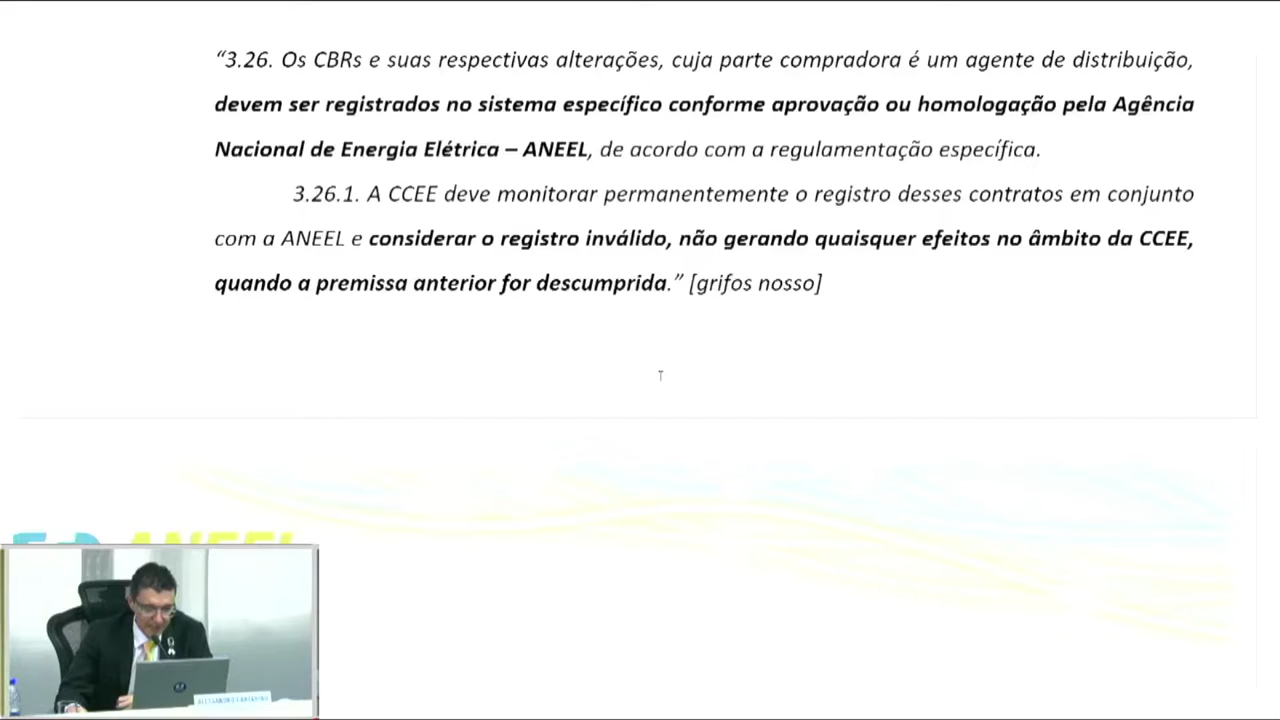 “3.26. Os CBRs e suas respectivas alterações, cuja parte compradora é um agente de distribuição,
devem ser registrados no sistema específico conforme aprovação ou homologação pela Agência
Nacional de Energia Elétrica – ANEEL, de acordo com a regulamentação específica.
3.26.1. A CCEE deve monitorar permanentemente o registro desses contratos em conjunto
com a ANEEL e considerar o registro inválido, não gerando quaisquer efeitos no âmbito da CCEE,
quando a premissa anterior for descumprida.” [grifos nosso]
ANEEL